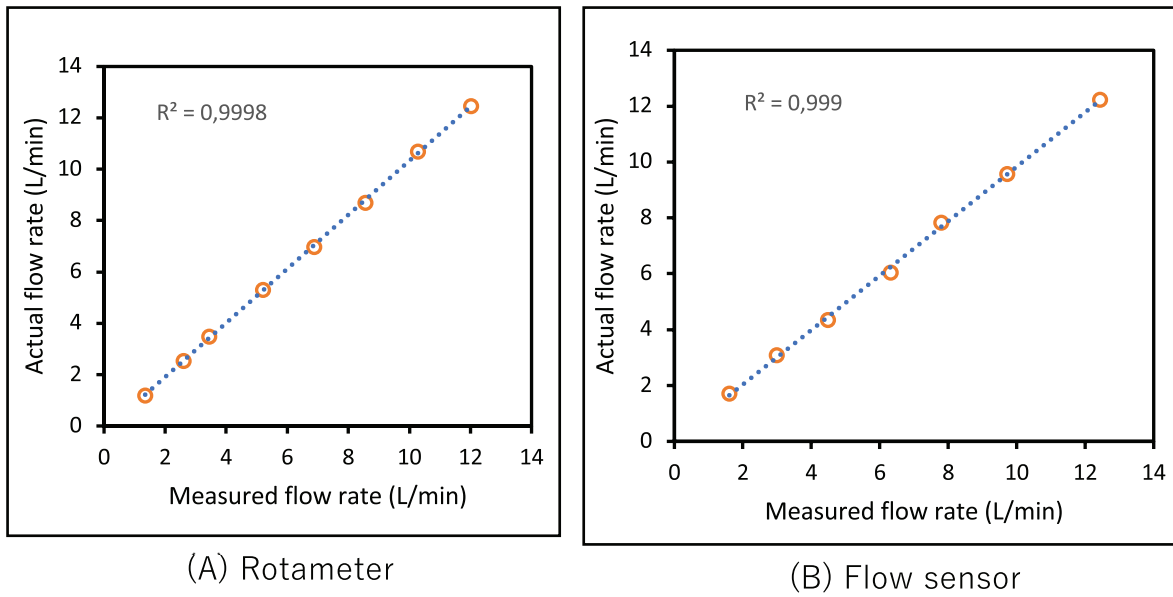 14
12
10
8
6
4
2
0
R² = 0,9998
Actual flow rate (L/min)
0 2 4 6 8 10 12 14
Measured flow rate (L/min)
(A) Rotameter
14
12
10
8
6
4
2
0
R² = 0,999
Actual flow rate (L/min)
0 2 4 6 8 10 12 14
Measured flow rate (L/min)
(B) Flow sensor